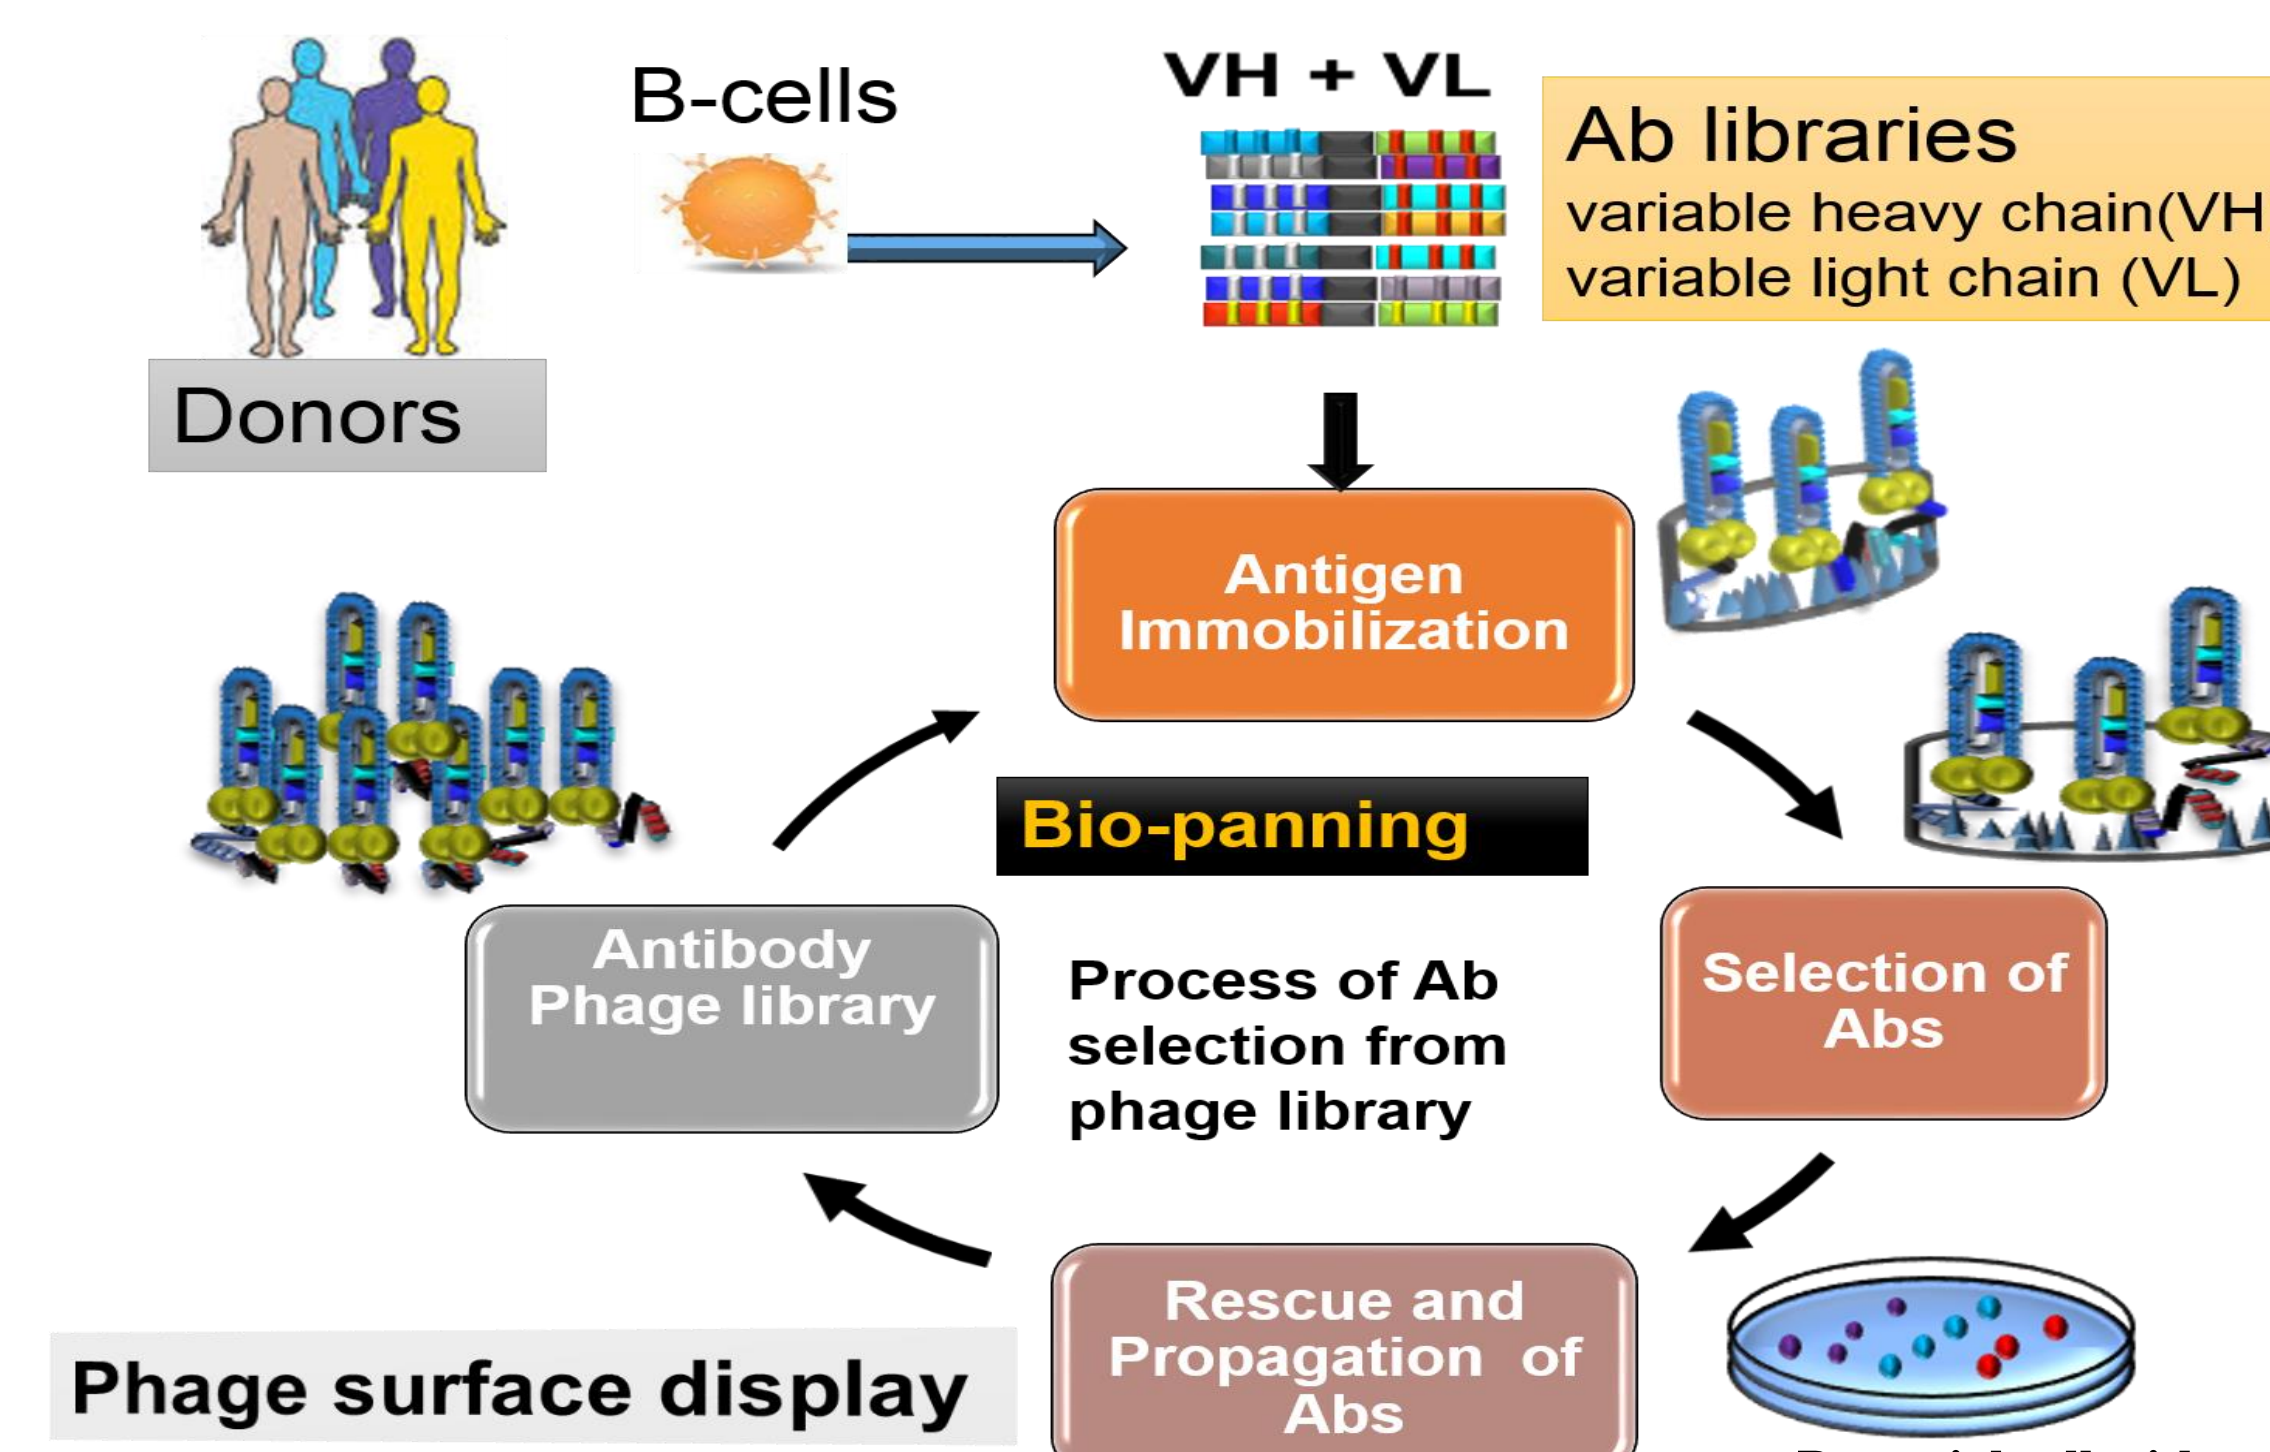 B-cells
VH + VL
Ab libraries
variable heavy chain(VH
variable light chain (VL)
Donors
Antigen
Immobilization
Bio-panning
Antibody
Phage library
Process of Ab
selection from
phage library
Selection of
Abs
Rescue and
Propagation of
Abs
Phage surface display